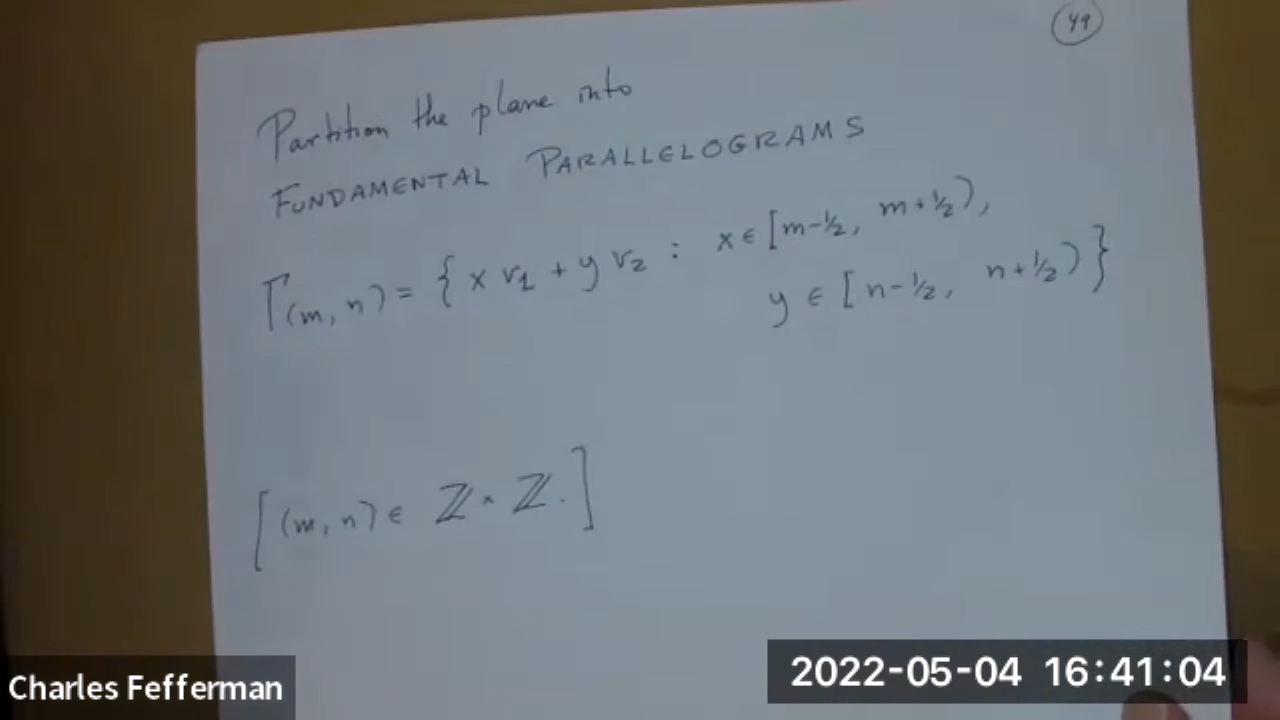 49
Partition the plane into
FUNDAMENTAL PARALLELOGRAMS
Γ(m, n) = { x v₁ + y v₂ : x ∈ [m-½, m+½),
y ∈ [n-½, n+½) }
[(m, n) ∈ ℤ × ℤ.]
Charles Fefferman
2022-05-04 16:41:04